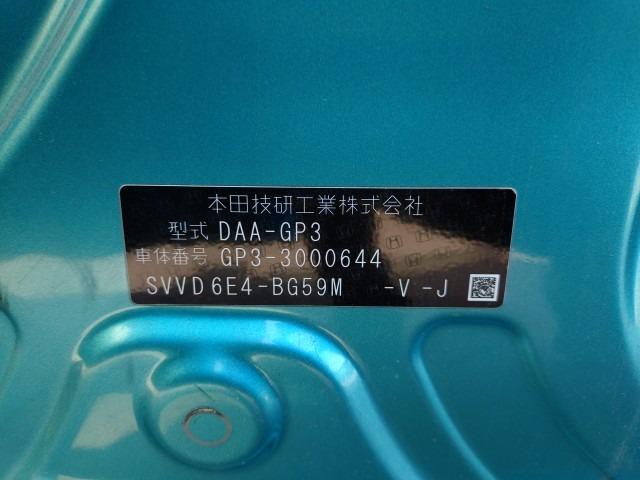 本田技研工業株式会社
型式 DAA-GP3
車体番号 GP3-3000644
SVVD6E4-BG59M -V -J